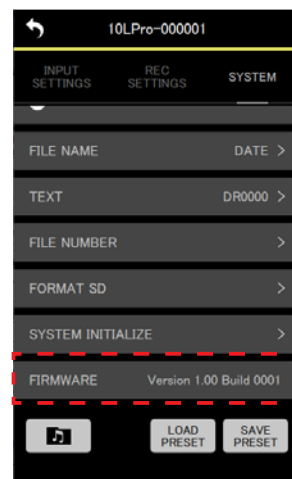 10LPro-000001
INPUT SETTINGS REC SETTINGS SYSTEM
FILE NAME DATE >
TEXT DR0000 >
FILE NUMBER >
FORMAT SD >
SYSTEM INITIALIZE >
FIRMWARE Version 1.00 Build 0001
LOAD PRESET SAVE PRESET